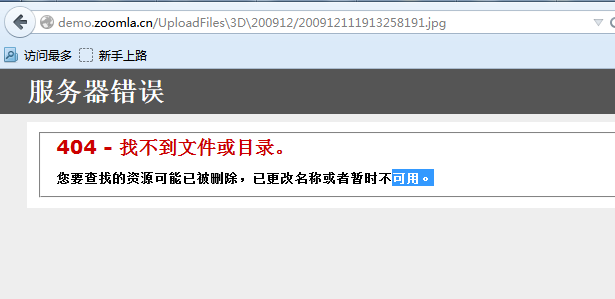 demo.zoomla.cn/UploadFiles\3D\200912/200912111913258191.jpg
访问最多 新手上路
服务器错误
404 - 找不到文件或目录。
您要查找的资源可能已被删除，已更改名称或者暂时不可用。